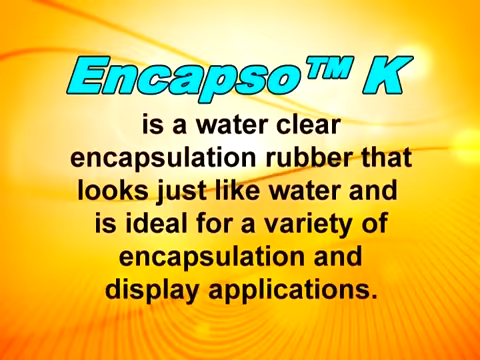 Encapso™ K
is a water clear
encapsulation rubber that
looks just like water and
is ideal for a variety of
encapsulation and
display applications.